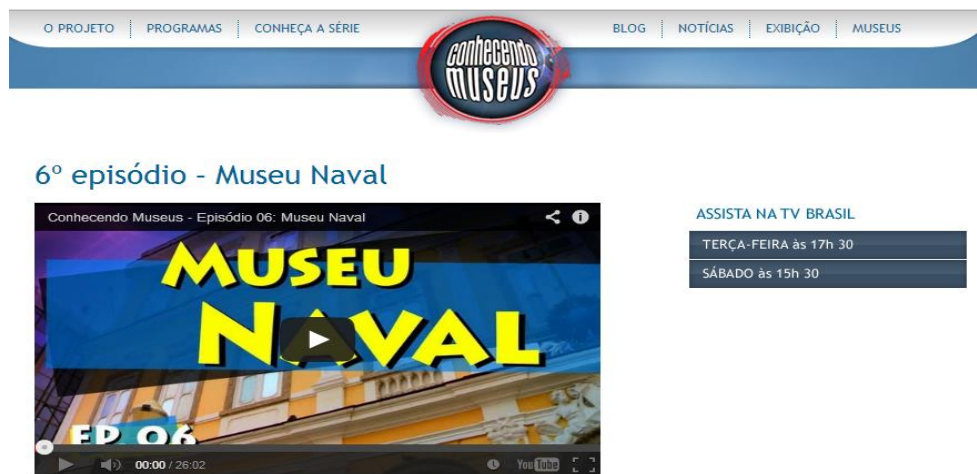 O PROJETO PROGRAMAS CONHEÇA A SÉRIE BLOG NOTÍCIAS EXIBIÇÃO MUSEUS
conhecendo
museus
6º episódio - Museu Naval
Conhecendo Museus - Episódio 06: Museu Naval
MUSEU
NAVAL
EP 06
00:00 / 26:02
YouTube
ASSISTA NA TV BRASIL
TERÇA-FEIRA às 17h 30
SÁBADO às 15h 30